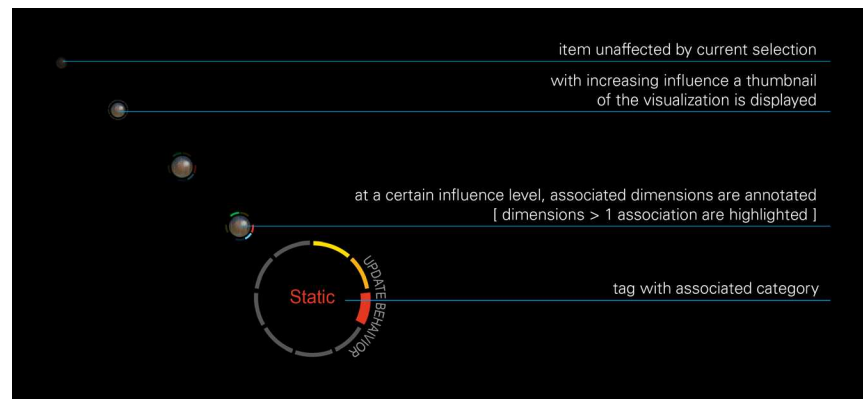 item unaffected by current selection
with increasing influence a thumbnail
of the visualization is displayed
at a certain influence level, associated dimensions are annotated
[ dimensions > 1 association are highlighted ]
UPDATE BEHAIVIOR
Static
tag with associated category